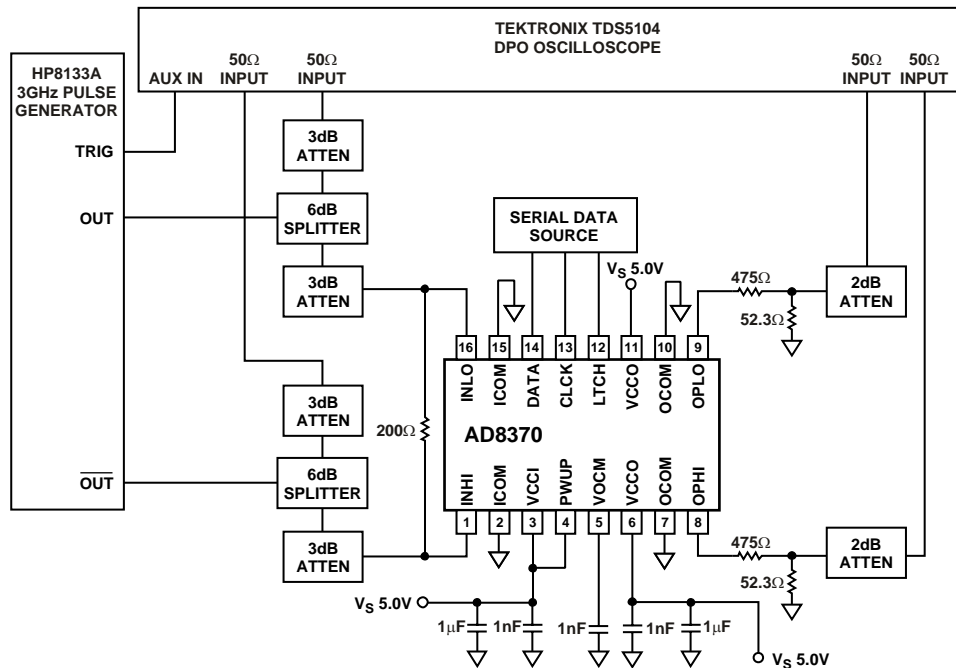 TEKTRONIX TDS5104
DPO OSCILLOSCOPE
AUX IN
50Ω
INPUT
50Ω
INPUT
50Ω
INPUT
50Ω
INPUT
HP8133A
3GHz PULSE
GENERATOR
TRIG
OUT
OUT
3dB
ATTEN
6dB
SPLITTER
3dB
ATTEN
SERIAL DATA
SOURCE
VS 5.0V
475Ω
52.3Ω
2dB
ATTEN
16
15
14
13
12
11
10
9
INLO
ICOM
DATA
CLCK
LTCH
VCCO
OCOM
OPLO
200Ω
AD8370
3dB
ATTEN
6dB
SPLITTER
3dB
ATTEN
INHI
ICOM
VCCI
PWUP
VOCM
VCCO
OCOM
OPHI
1
2
3
4
5
6
7
8
475Ω
52.3Ω
2dB
ATTEN
VS 5.0V
1µF
1nF
1nF
1nF
1µF
VS 5.0V